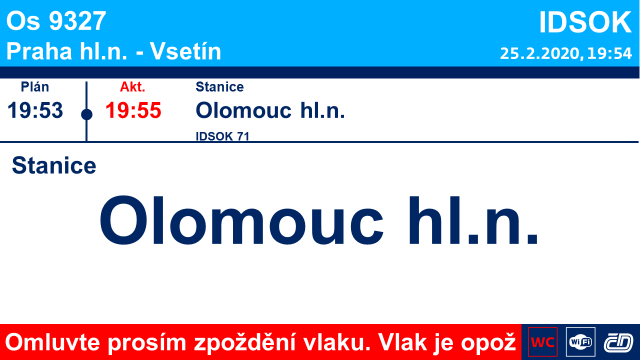 Os 9327
IDSOK
Praha hl.n. - Vsetín
25.2.2020, 19:54
Plán
Akt.
Stanice
19:53
19:55
Olomouc hl.n.
IDSOK 71
Stanice
Olomouc hl.n.
Omluvte prosím zpoždění vlaku. Vlak je opož
WC
WiFi
ČD